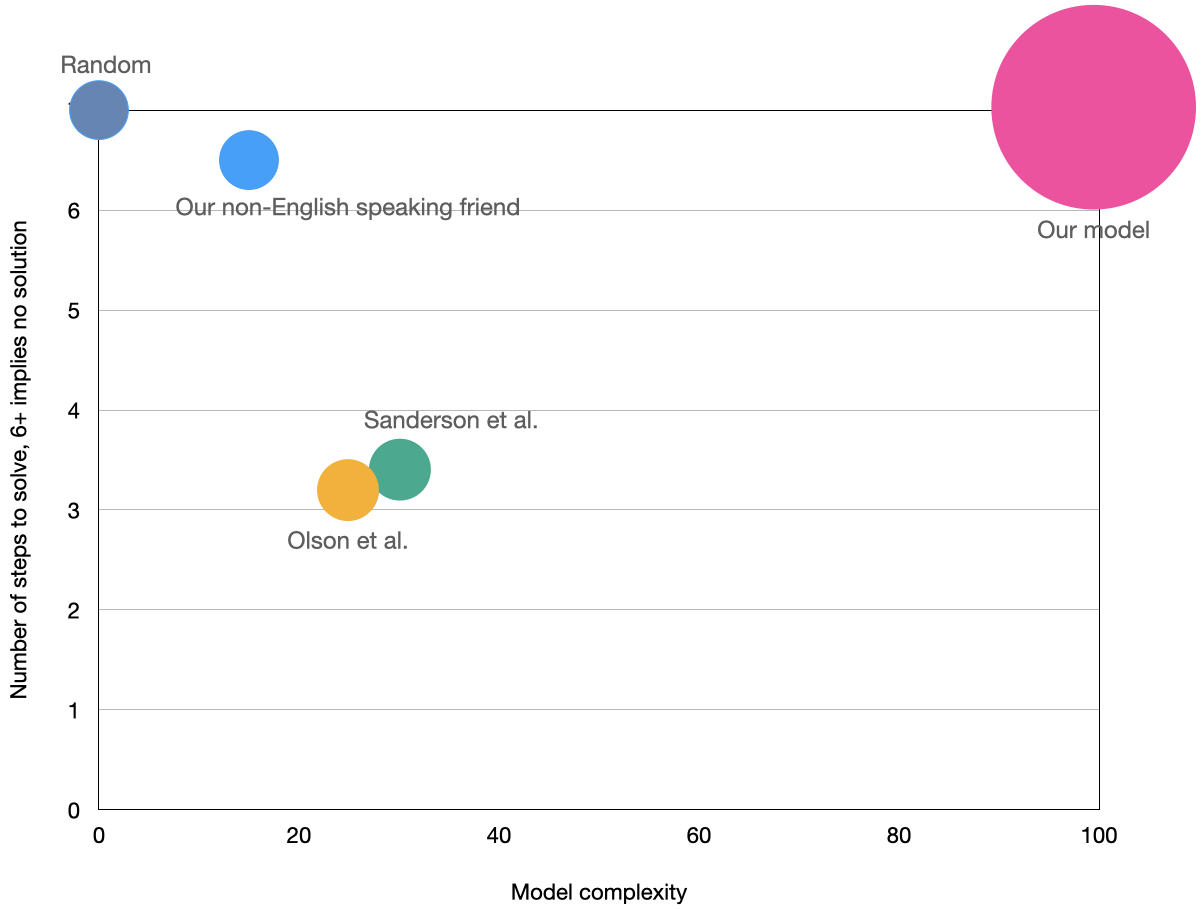 Random
Our non-English speaking friend
Our model
6
5
Sanderson et al.
4
3
Olson et al.
2
1
0
Number of steps to solve, 6+ implies no solution
0 20 40 60 80 100
Model complexity